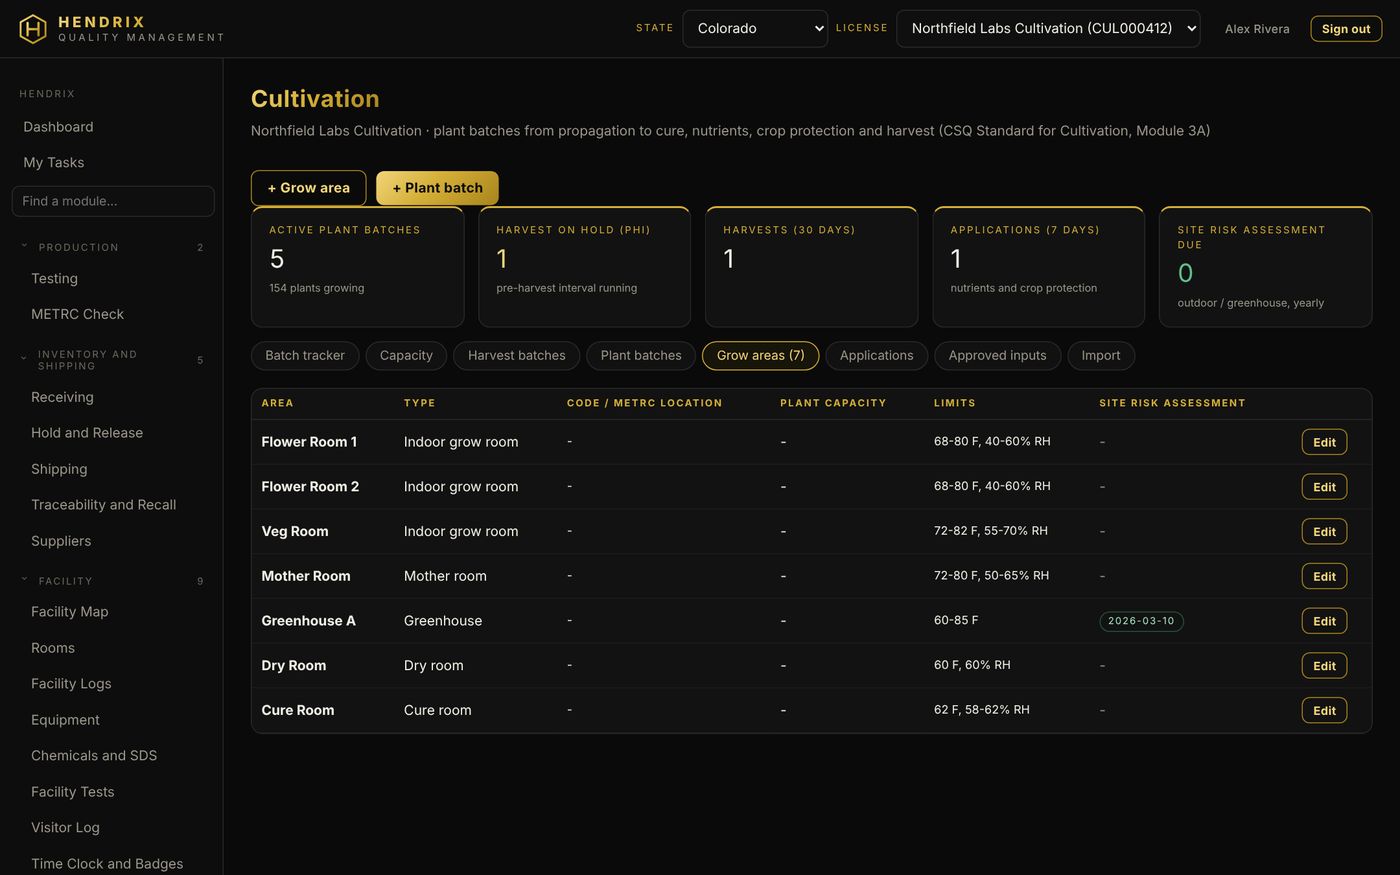 HENDRIX
QUALITY MANAGEMENT
STATE Colorado LICENSE Northfield Labs Cultivation (CUL000412) Alex Rivera Sign out
HENDRIX
Dashboard
My Tasks
Find a module...
PRODUCTION 2
Testing
METRC Check
INVENTORY AND SHIPPING 5
Receiving
Hold and Release
Shipping
Traceability and Recall
Suppliers
FACILITY 9
Facility Map
Rooms
Facility Logs
Equipment
Chemicals and SDS
Facility Tests
Visitor Log
Time Clock and Badges
Cultivation
Northfield Labs Cultivation · plant batches from propagation to cure, nutrients, crop protection and harvest (CSQ Standard for Cultivation, Module 3A)
+ Grow area + Plant batch
ACTIVE PLANT BATCHES
5
154 plants growing
HARVEST ON HOLD (PHI)
1
pre-harvest interval running
HARVESTS (30 DAYS)
1
APPLICATIONS (7 DAYS)
1
nutrients and crop protection
SITE RISK ASSESSMENT
DUE
0
outdoor / greenhouse, yearly
Batch tracker Capacity Harvest batches Plant batches Grow areas (7) Applications Approved inputs Import
AREA TYPE CODE / METRC LOCATION PLANT CAPACITY LIMITS SITE RISK ASSESSMENT
Flower Room 1 Indoor grow room - - 68-80 F, 40-60% RH - Edit
Flower Room 2 Indoor grow room - - 68-80 F, 40-60% RH - Edit
Veg Room Indoor grow room - - 72-82 F, 55-70% RH - Edit
Mother Room Mother room - - 72-80 F, 50-65% RH - Edit
Greenhouse A Greenhouse - - 60-85 F 2026-03-10 Edit
Dry Room Dry room - - 60 F, 60% RH - Edit
Cure Room Cure room - - 62 F, 58-62% RH - Edit